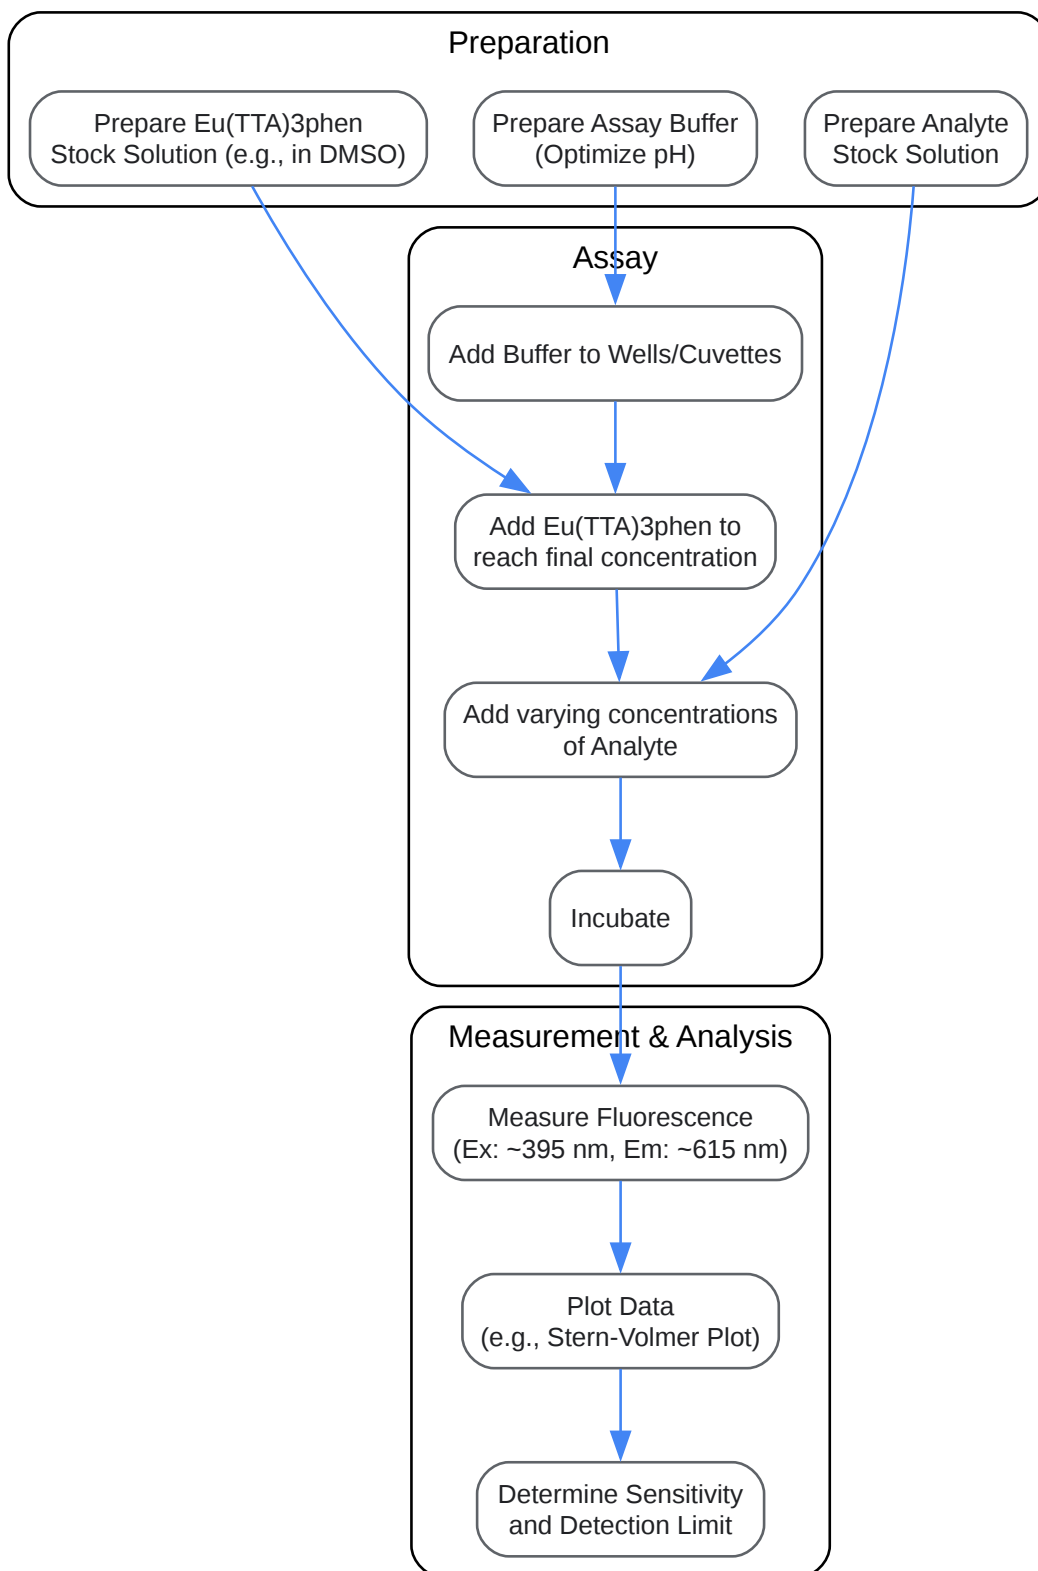 Preparation
Prepare Eu(TTA)3phen
Stock Solution (e.g., in DMSO)
Prepare Assay Buffer
(Optimize pH)
Prepare Analyte
Stock Solution
Assay
Add Buffer to Wells/Cuvettes
Add Eu(TTA)3phen to
reach final concentration
Add varying concentrations
of Analyte
Incubate
Measurement & Analysis
Measure Fluorescence
(Ex: ~395 nm, Em: ~615 nm)
Plot Data
(e.g., Stern-Volmer Plot)
Determine Sensitivity
and Detection Limit